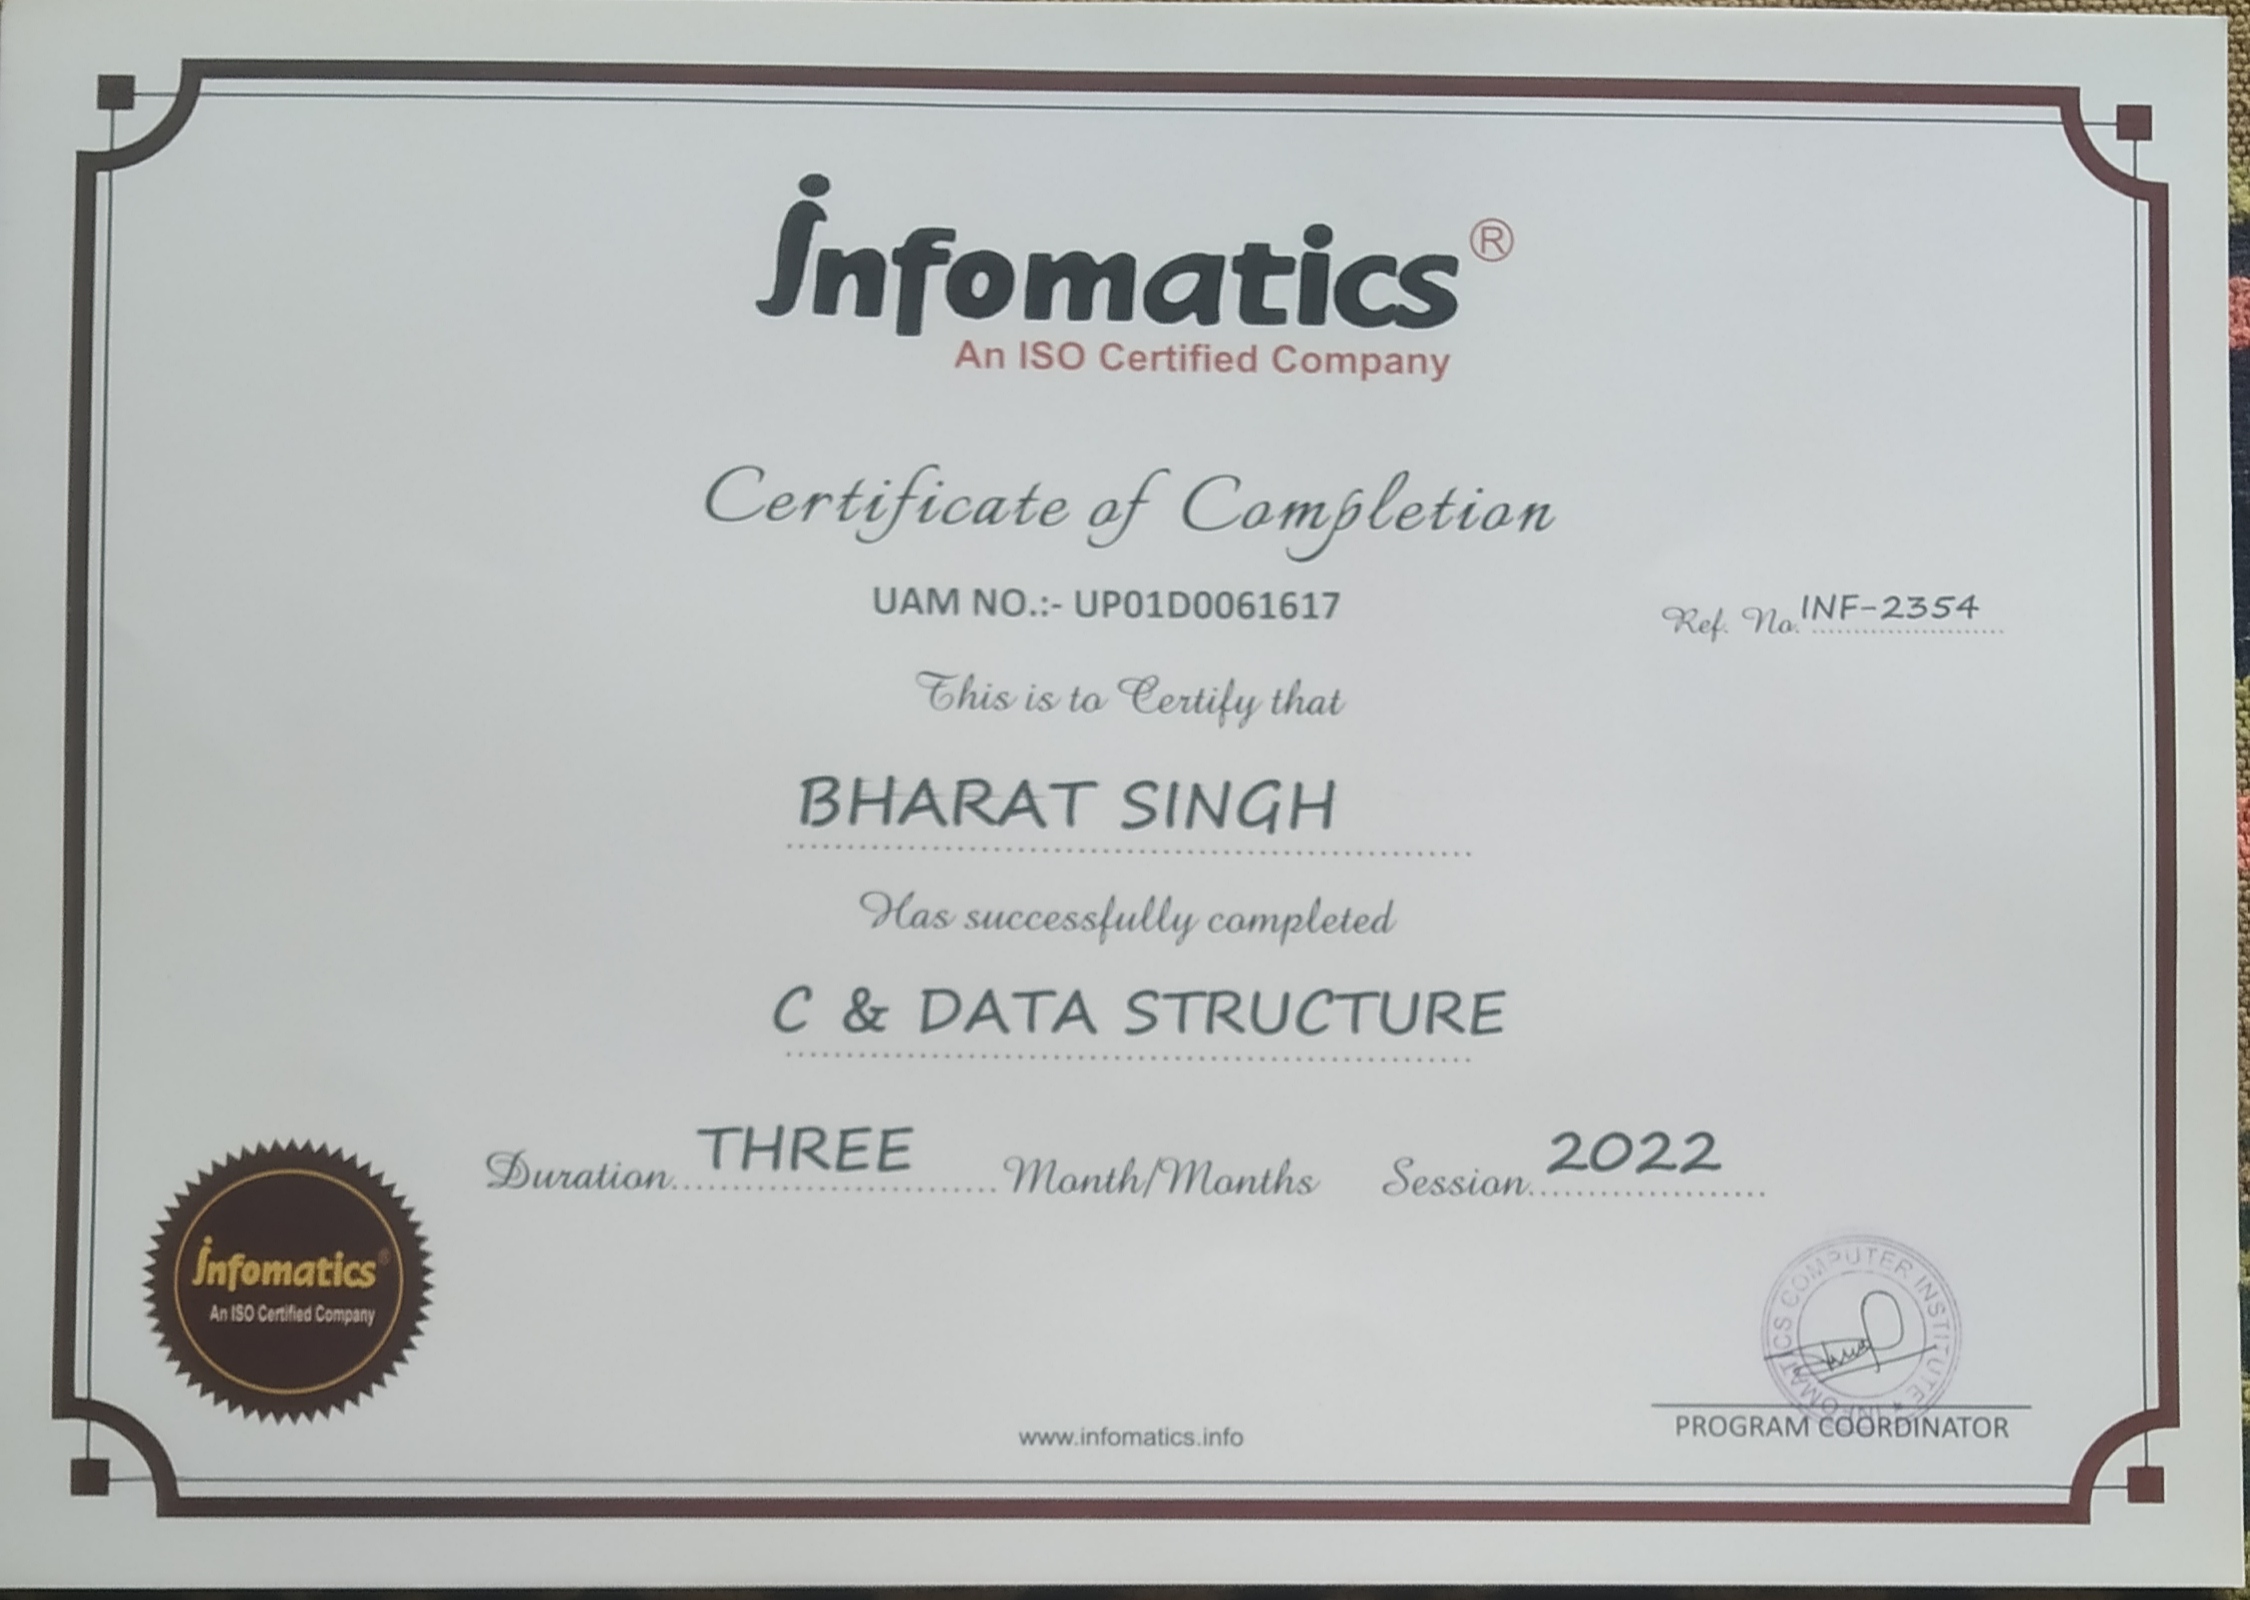 infomatics®
An ISO Certified Company
Certificate of Completion
UAM NO.:- UP01D0061617
Ref. No. INF-2354
This is to Certify that
BHARAT SINGH
Has successfully completed
C & DATA STRUCTURE
Duration THREE Month/Months Session 2022
infomatics®
An ISO Certified Company
INFOMATICS COMPUTER INSTITUTE
PROGRAM COORDINATOR
www.infomatics.info